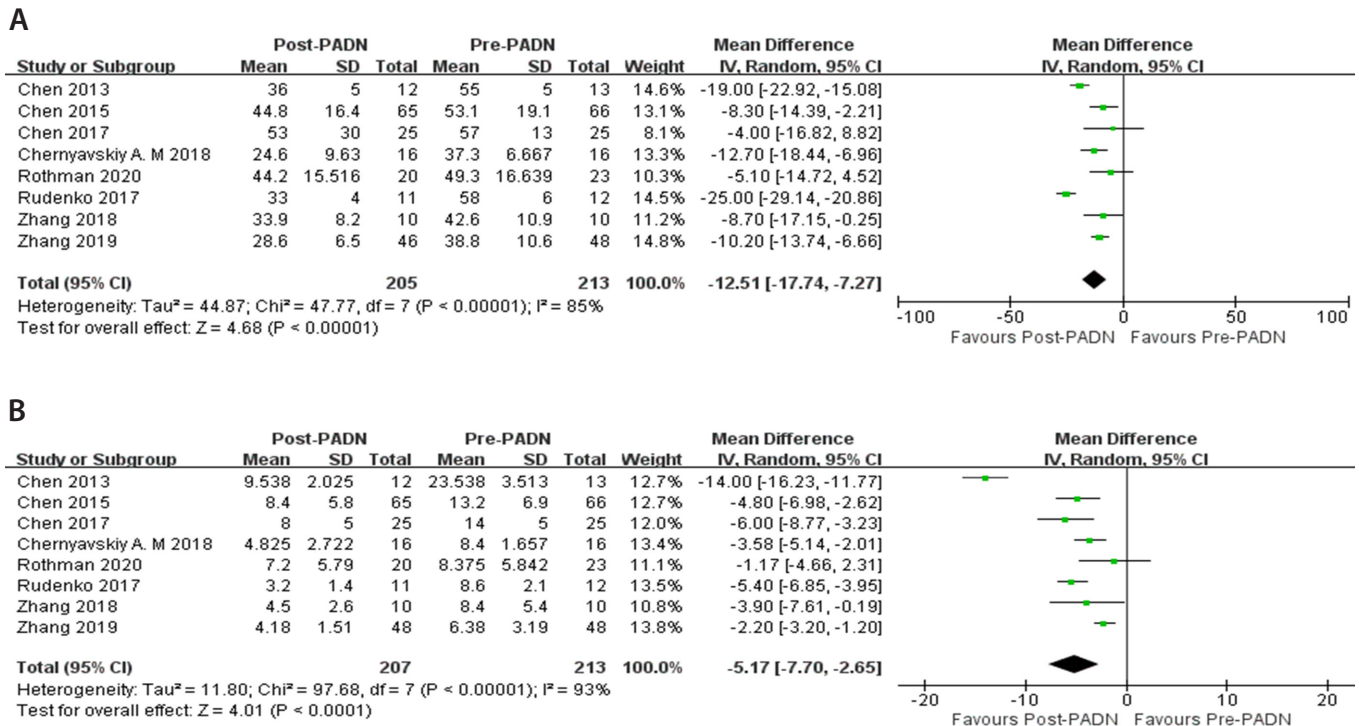 A
Post-PADN Pre-PADN Mean Difference Mean Difference
Study or Subgroup Mean SD Total Mean SD Total Weight IV, Random, 95% CI IV, Random, 95% CI
Chen 2013 36 5 12 55 5 13 14.6% -19.00 [-22.92, -15.08]
Chen 2015 44.8 16.4 65 53.1 19.1 66 13.1% -8.30 [-14.39, -2.21]
Chen 2017 53 30 25 57 13 25 8.1% -4.00 [-16.82, 8.82]
Chernyavskiy A. M 2018 24.6 9.63 16 37.3 6.667 16 13.3% -12.70 [-18.44, -6.96]
Rothman 2020 44.2 15.516 20 49.3 16.639 23 10.3% -5.10 [-14.72, 4.52]
Rudenko 2017 33 4 11 58 6 12 14.5% -25.00 [-29.14, -20.86]
Zhang 2018 33.9 8.2 10 42.6 10.9 10 11.2% -8.70 [-17.15, -0.25]
Zhang 2019 28.6 6.5 46 38.8 10.6 48 14.8% -10.20 [-13.74, -6.66]
Total (95% CI) 205 213 100.0% -12.51 [-17.74, -7.27]
Heterogeneity: Tau² = 44.87; Chi² = 47.77, df = 7 (P < 0.00001); I² = 85%
Test for overall effect: Z = 4.68 (P < 0.00001)
-100 -50 0 50 100
Favours Post-PADN Favours Pre-PADN
B
Post-PADN Pre-PADN Mean Difference Mean Difference
Study or Subgroup Mean SD Total Mean SD Total Weight IV, Random, 95% CI IV, Random, 95% CI
Chen 2013 9.538 2.025 12 23.538 3.513 13 12.7% -14.00 [-16.23, -11.77]
Chen 2015 8.4 5.8 65 13.2 6.9 66 12.7% -4.80 [-6.98, -2.62]
Chen 2017 8 5 25 14 5 25 12.0% -6.00 [-8.77, -3.23]
Chernyavskiy A. M 2018 4.825 2.722 16 8.4 1.657 16 13.4% -3.58 [-5.14, -2.01]
Rothman 2020 7.2 5.79 20 8.375 5.842 23 11.1% -1.17 [-4.66, 2.31]
Rudenko 2017 3.2 1.4 11 8.6 2.1 12 13.5% -5.40 [-6.85, -3.95]
Zhang 2018 4.5 2.6 10 8.4 5.4 10 10.8% -3.90 [-7.61, -0.19]
Zhang 2019 4.18 1.51 48 6.38 3.19 48 13.8% -2.20 [-3.20, -1.20]
Total (95% CI) 207 213 100.0% -5.17 [-7.70, -2.65]
Heterogeneity: Tau² = 11.80; Chi² = 97.68, df = 7 (P < 0.00001); I² = 93%
Test for overall effect: Z = 4.01 (P < 0.0001)
-20 -10 0 10 20
Favours Post-PADN Favours Pre-PADN